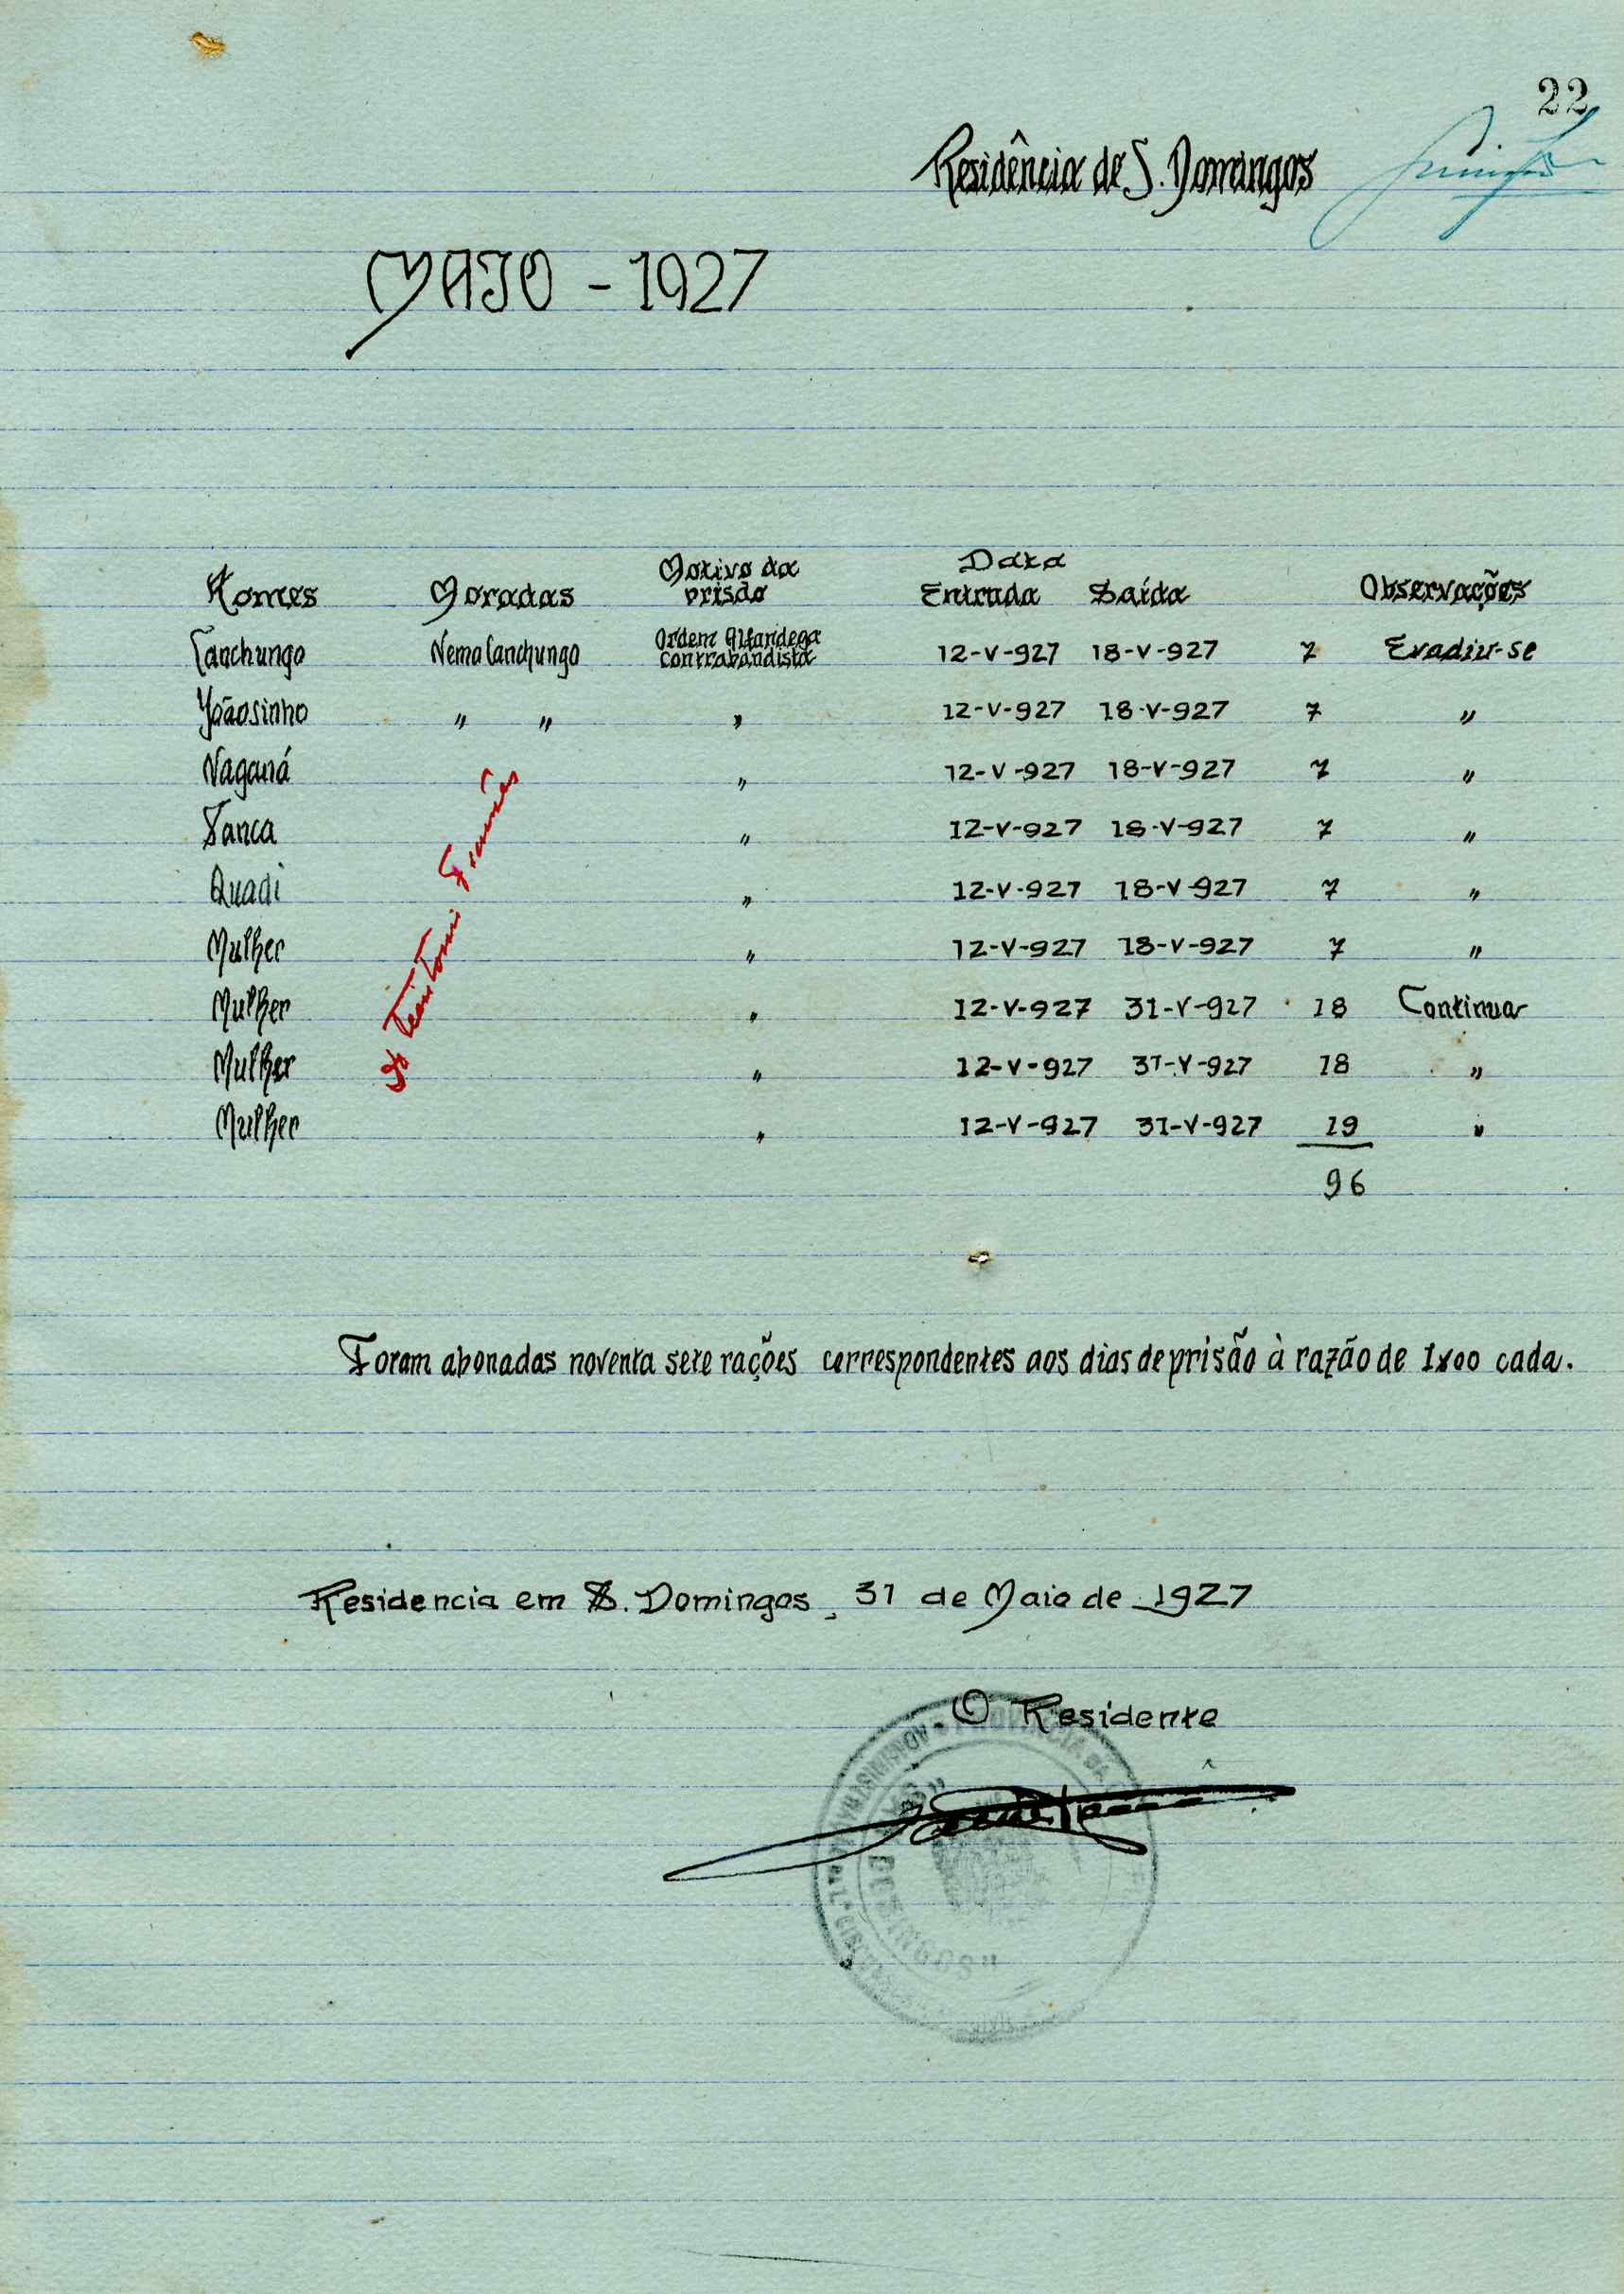 22
Residência de S. Domingos
MAIO - 1927
Nomes Moradas Motivo da prisão Data Entrada Saída Observações
Canchungo Nema Canchungo Ordem Alfandega Contrabandista 12-V-927 18-V-927 7 Evadiu-se
Joãosinho " " " 12-V-927 18-V-927 7 "
Naganá " 12-V-927 18-V-927 7 "
Sanca " 12-V-927 18-V-927 7 "
Quadi " 12-V-927 18-V-927 7 "
Mulher " 12-V-927 18-V-927 7 "
Mulher " 12-V-927 31-V-927 18 Continua
Mulher " 12-V-927 31-V-927 18 "
Mulher " 12-V-927 31-V-927 19 "
96
Foram abonadas noventa sete rações correspondentes aos dias de prisão à razão de 1$00 cada.
Residencia em S. Domingos, 31 de Maio de 1927
O Residente